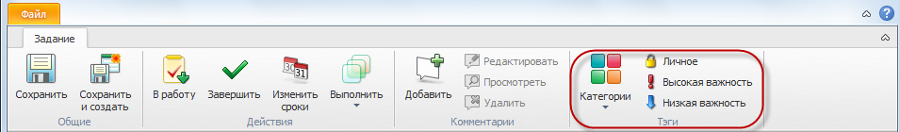 Файл
Задание
Сохранить
Сохранить
и создать
Общие
В работу
Завершить
Изменить
сроки
Выполнить
Действия
Добавить
Редактировать
Просмотреть
Удалить
Комментарии
Категории
Личное
Высокая важность
Низкая важность
Тэги